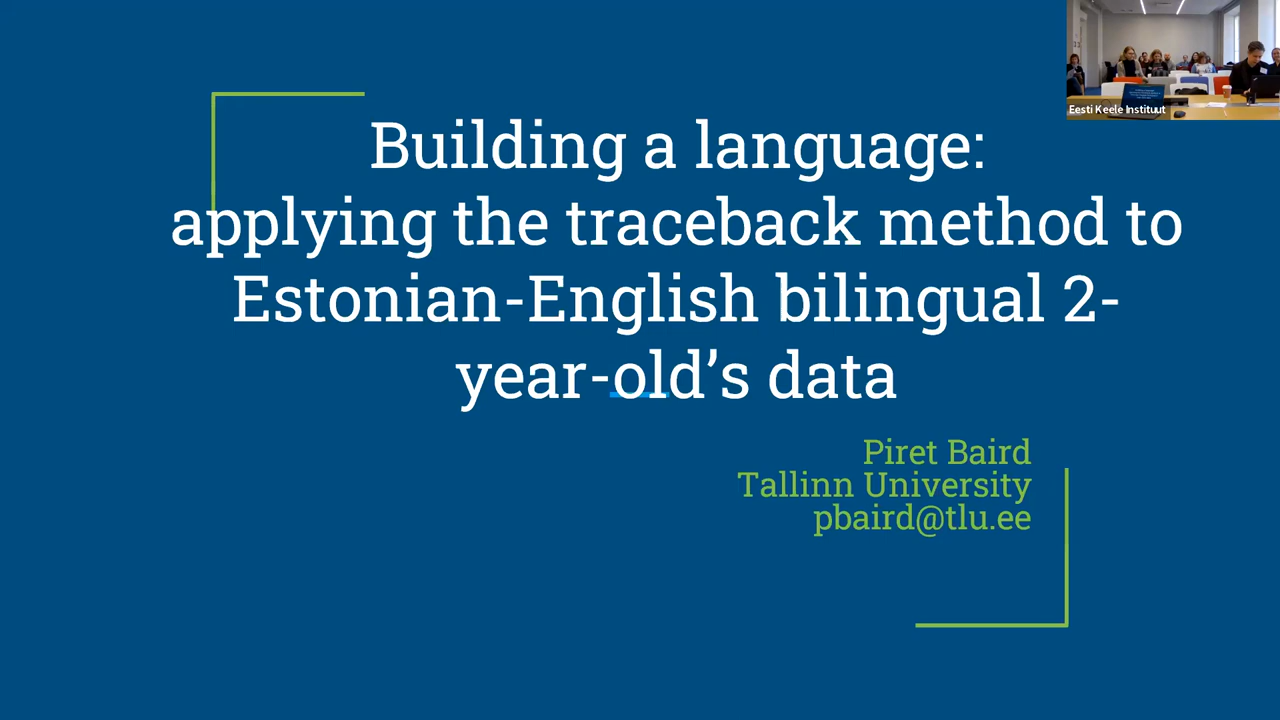 Eesti Keele Instituut
Building a language:
applying the traceback method to
Estonian-English bilingual 2-
year-old’s data
Piret Baird
Tallinn University
pbaird@tlu.ee